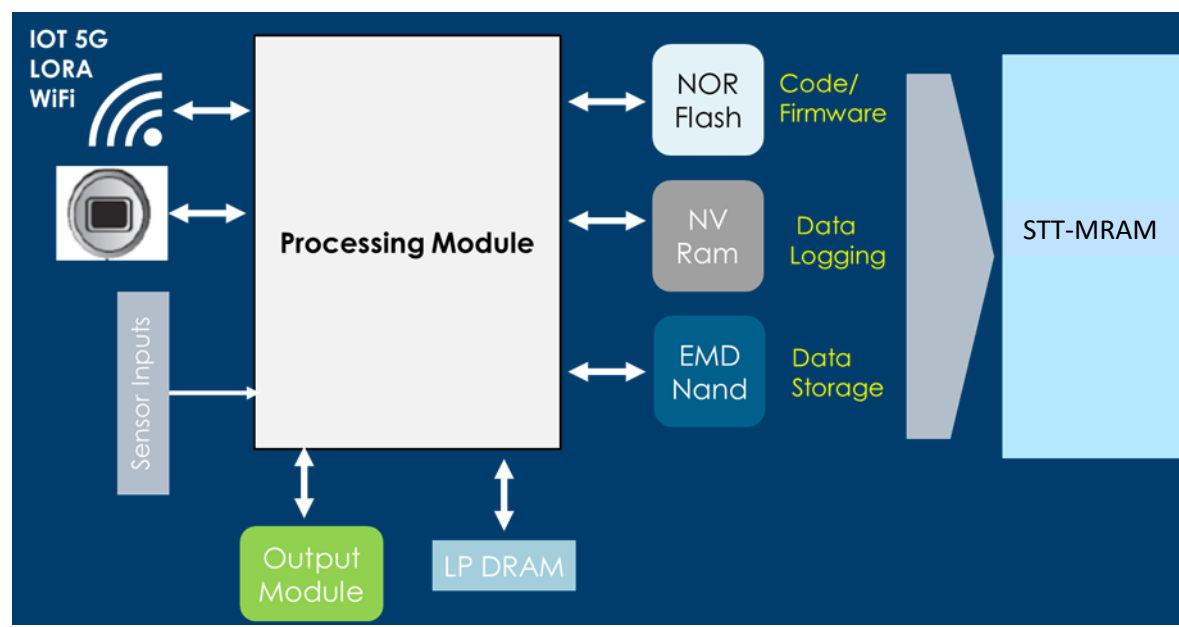 IOT 5G
LORA
WiFi
Processing Module
Sensor Inputs
Output
Module
LP DRAM
NOR
Flash
Code/
Firmware
NV
Ram
Data
Logging
EMD
Nand
Data
Storage
STT-MRAM